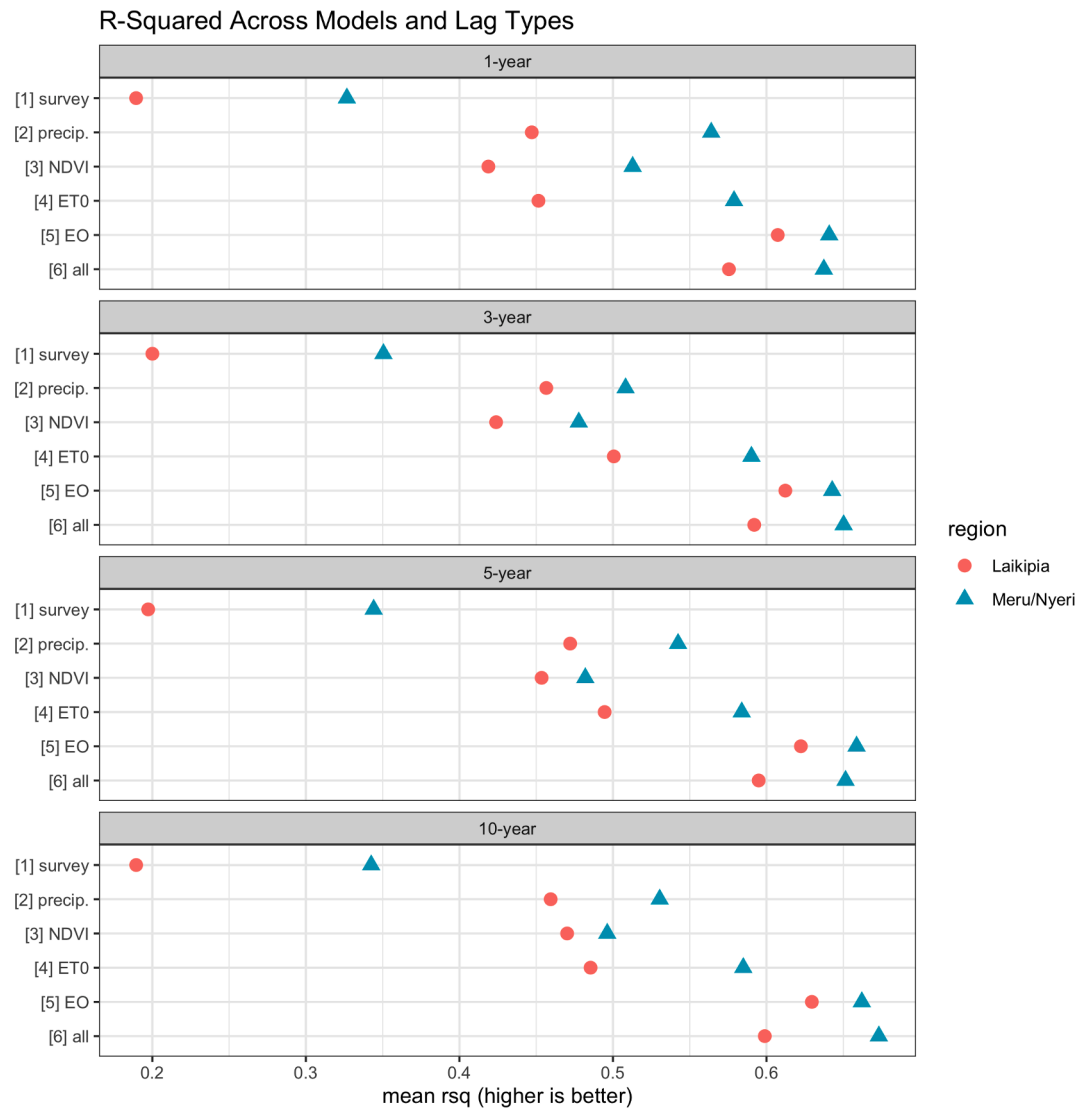 R-Squared Across Models and Lag Types
1-year
[1] survey
[2] precip.
[3] NDVI
[4] ET0
[5] EO
[6] all
3-year
[1] survey
[2] precip.
[3] NDVI
[4] ET0
[5] EO
[6] all
5-year
[1] survey
[2] precip.
[3] NDVI
[4] ET0
[5] EO
[6] all
10-year
[1] survey
[2] precip.
[3] NDVI
[4] ET0
[5] EO
[6] all
0.2 0.3 0.4 0.5 0.6
mean rsq (higher is better)
region
Laikipia
Meru/Nyeri